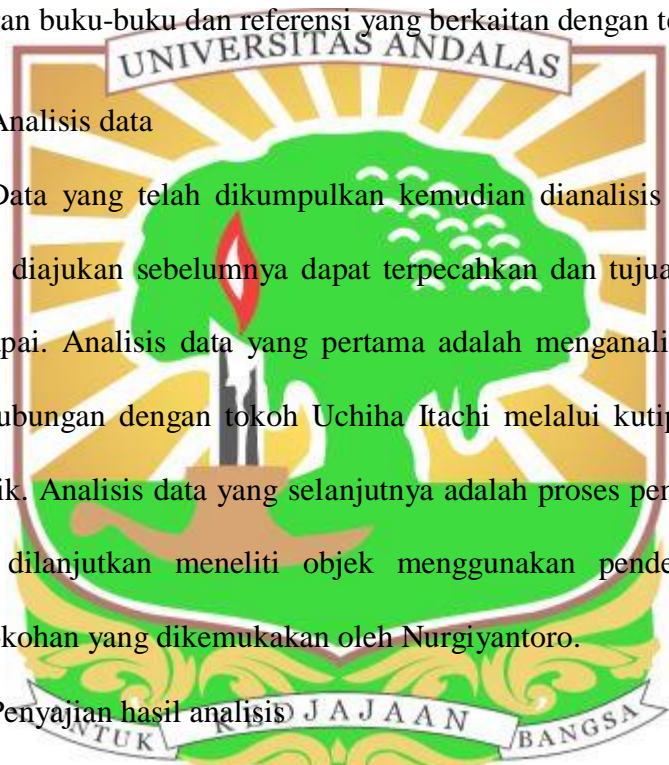 an buku-buku dan referensi yang berkaitan dengan te
UNIVERSITAS ANDALAS
Analisis data
Data yang telah dikumpulkan kemudian dianalisis
diajukan sebelumnya dapat terpecahkan dan tujua
pai. Analisis data yang pertama adalah menganali
ubungan dengan tokoh Uchiha Itachi melalui kutip
ik. Analisis data yang selanjutnya adalah proses pen
dilanjutkan meneliti objek menggunakan pende
okohan yang dikemukakan oleh Nurgiyantoro.
Penyajian hasil analisis
UNTUK KEDJAJAAN BANGSA